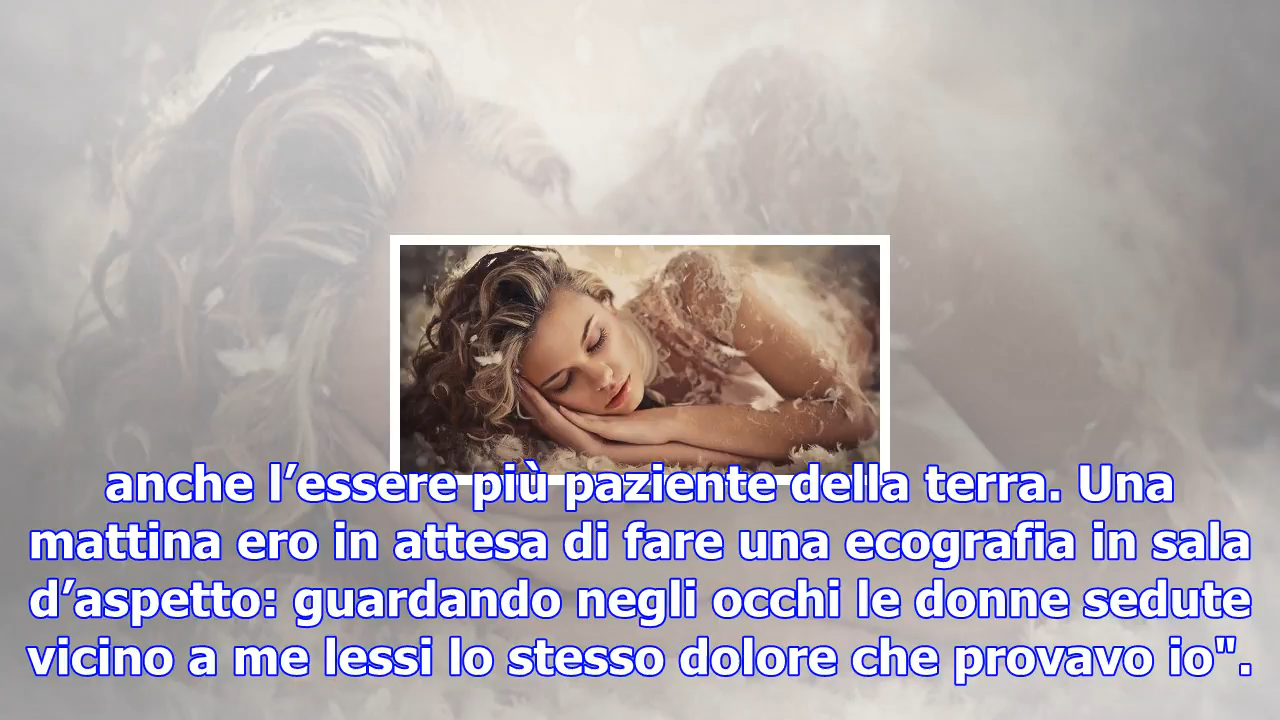 anche l’essere più paziente della terra. Una
mattina ero in attesa di fare una ecografia in sala
d’aspetto: guardando negli occhi le donne sedute
vicino a me lessi lo stesso dolore che provavo io".